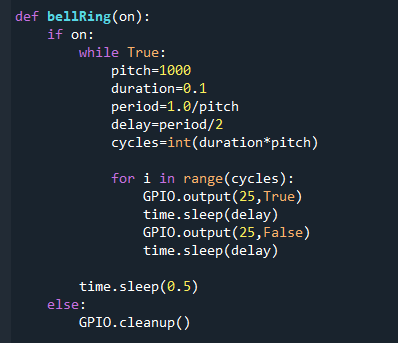 def bellRing(on):
    if on:
        while True:
            pitch=1000
            duration=0.1
            period=1.0/pitch
            delay=period/2
            cycles=int(duration*pitch)

            for i in range(cycles):
                GPIO.output(25,True)
                time.sleep(delay)
                GPIO.output(25,False)
                time.sleep(delay)

        time.sleep(0.5)
    else:
        GPIO.cleanup()